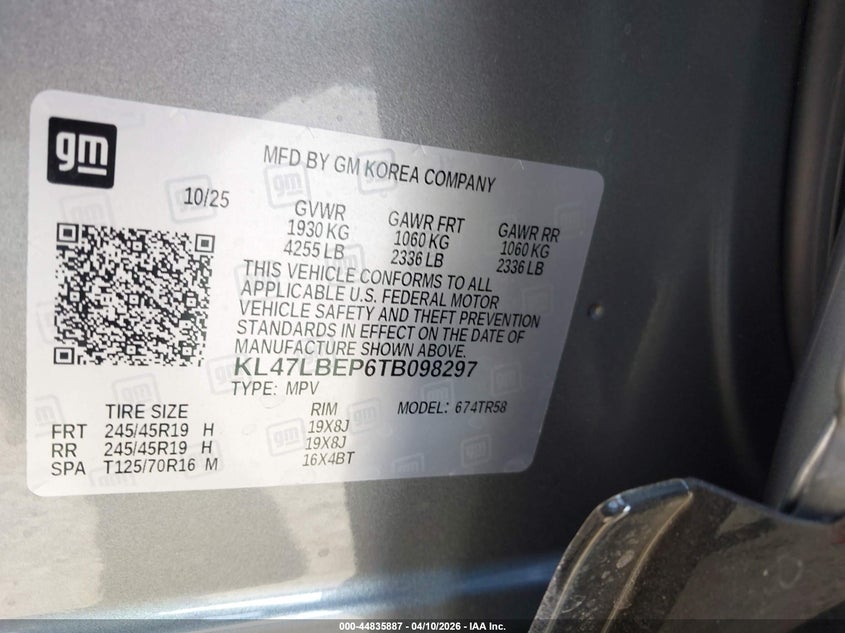 gm
MFD BY GM KOREA COMPANY
10/25
GVWR GAWR FRT GAWR RR
1930 KG 1060 KG 1060 KG
4255 LB 2336 LB 2336 LB
THIS VEHICLE CONFORMS TO ALL
APPLICABLE U.S. FEDERAL MOTOR
VEHICLE SAFETY AND THEFT PREVENTION
STANDARDS IN EFFECT ON THE DATE OF
MANUFACTURE SHOWN ABOVE.
KL47LBEP6TB098297
TYPE: MPV
MODEL: 674TR58
TIRE SIZE RIM
FRT 245/45R19 H 19X8J
RR 245/45R19 H 19X8J
SPA T125/70R16 M 16X4BT
000-44835887 - 04/10/2026 - IAA Inc.